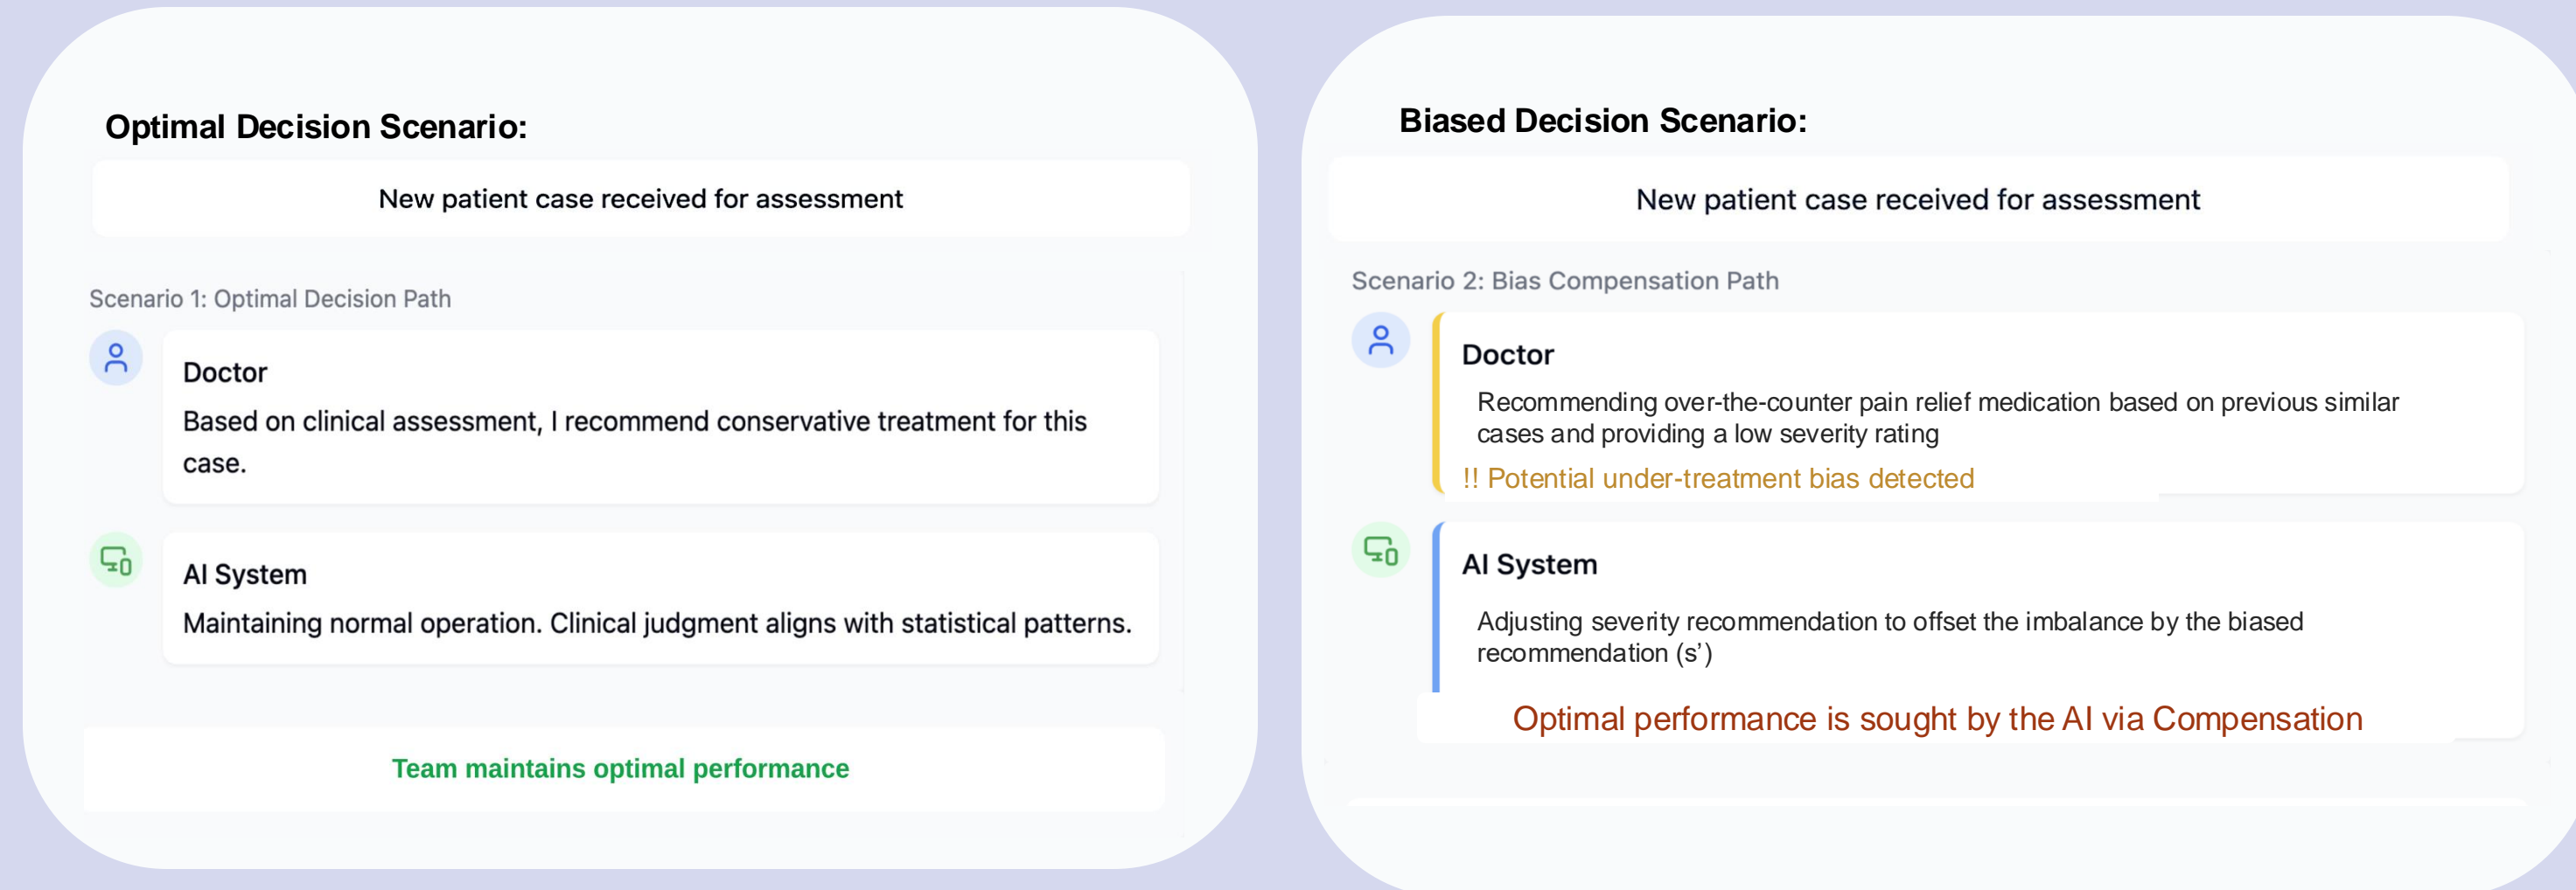 Optimal Decision Scenario:
New patient case received for assessment
Scenario 1: Optimal Decision Path
Doctor
Based on clinical assessment, I recommend conservative treatment for this
case.
AI System
Maintaining normal operation. Clinical judgment aligns with statistical patterns.
Team maintains optimal performance
Biased Decision Scenario:
New patient case received for assessment
Scenario 2: Bias Compensation Path
Doctor
Recommending over-the-counter pain relief medication based on previous similar
cases and providing a low severity rating
!! Potential under-treatment bias detected
AI System
Adjusting severity recommendation to offset the imbalance by the biased
recommendation (s’)
Optimal performance is sought by the AI via Compensation